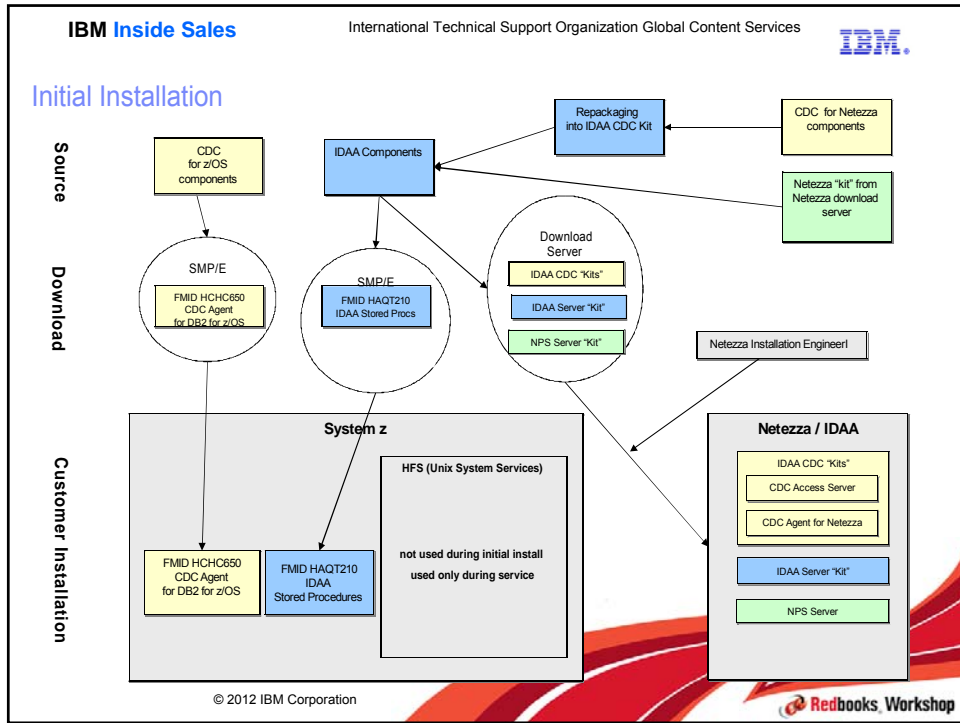 IBM Inside Sales
International Technical Support Organization Global Content Services
IBM.
Initial Installation
Source
CDC
for z/OS
components
IDAA Components
Repackaging
into IDAA CDC Kit
CDC for Netezza
components
Netezza "kit" from
Netezza download
server
Download
SMP/E
FMID HCHC650
CDC Agent
for DB2 for z/OS
SMP/E
FMID HAQT210
IDAA Stored Procs
Download
Server
IDAA CDC "Kits"
IDAA Server "Kit"
NPS Server "Kit"
Netezza Installation Engineerl
Customer Installation
System z
FMID HCHC650
CDC Agent
for DB2 for z/OS
FMID HAQT210
IDAA
Stored Procedures
HFS (Unix System Services)
not used during initial install
used only during service
Netezza / IDAA
IDAA CDC "Kits"
CDC Access Server
CDC Agent for Netezza
IDAA Server "Kit"
NPS Server
© 2012 IBM Corporation
Redbooks, Workshop